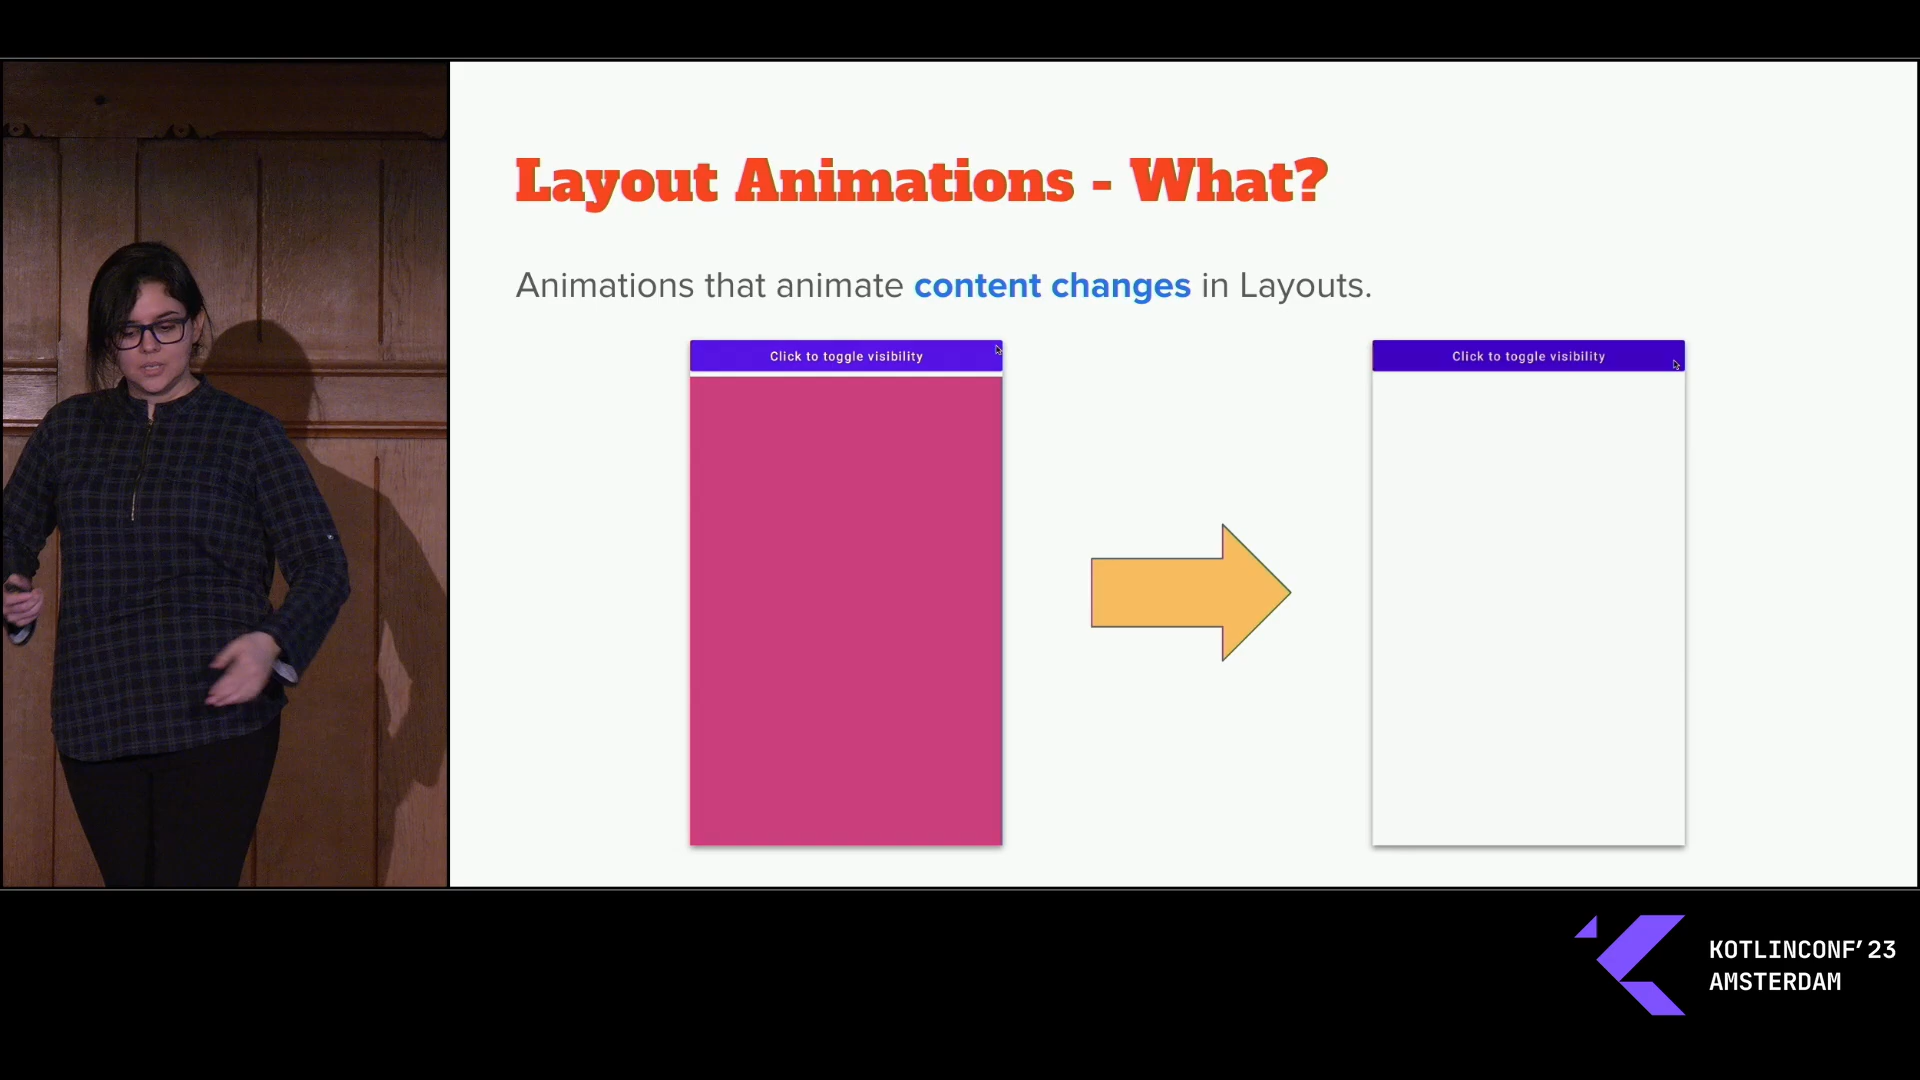 Layout Animations - What?
Animations that animate content changes in Layouts.
Click to toggle visibility
Click to toggle visibility
KOTLINCONF’23
AMSTERDAM